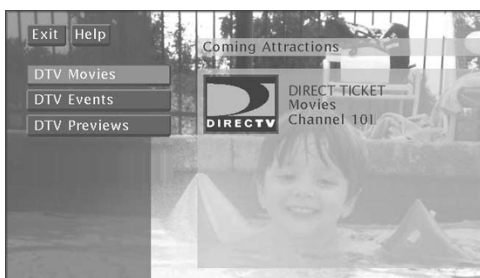 Exit Help
Coming Attractions
DTV Movies
DTV Events
DTV Previews
DIRECTV
DIRECT TICKET
Movies
Channel 101